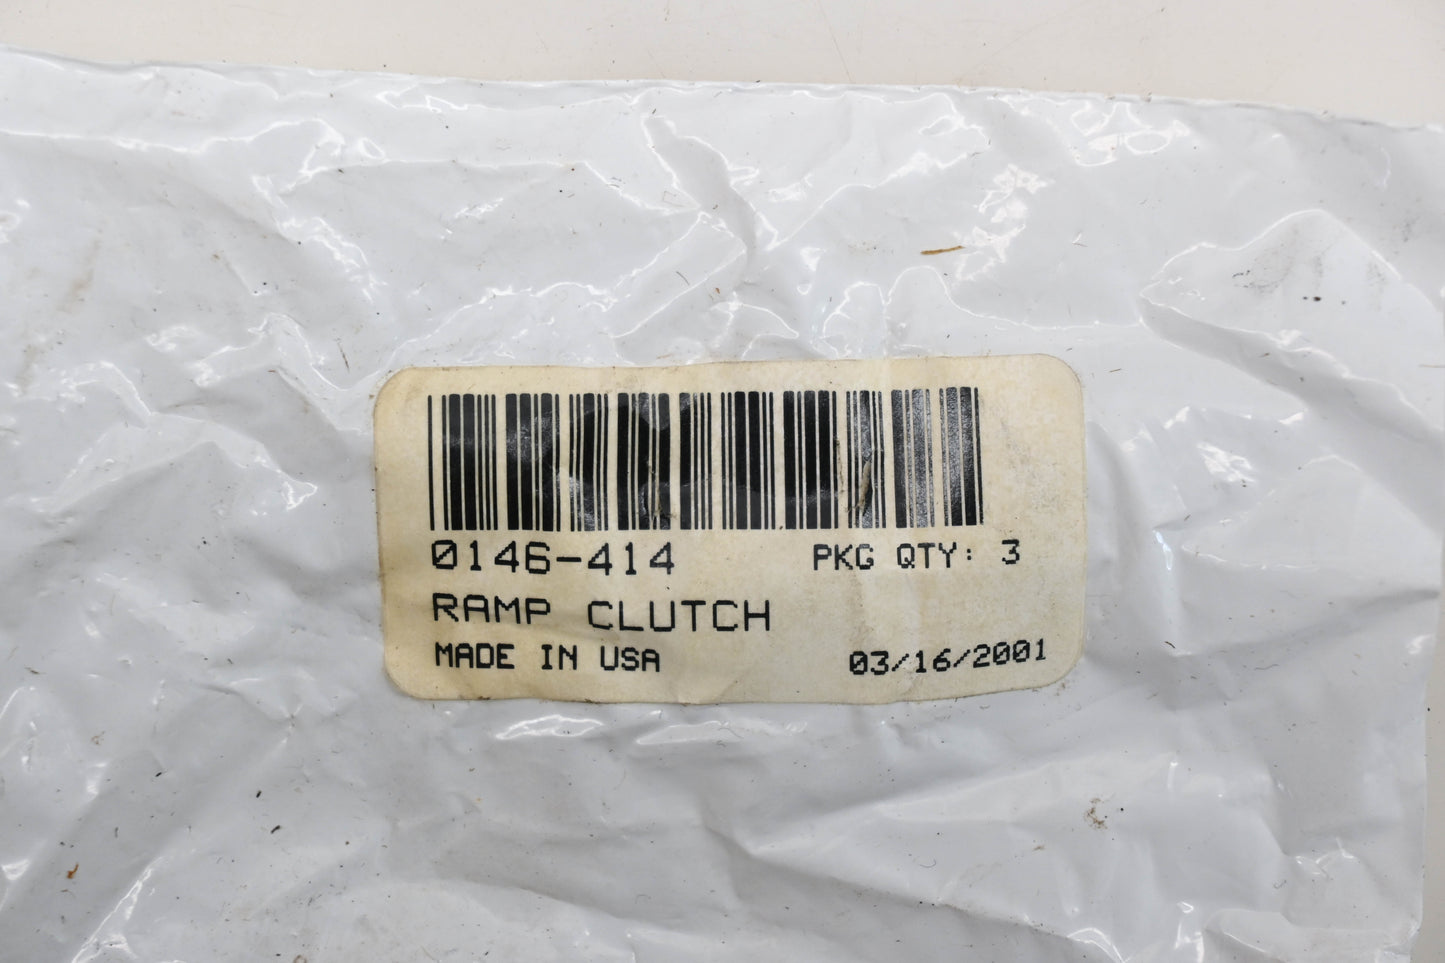 0146-414 PKG QTY: 3
RAMP CLUTCH
MADE IN USA 03/16/2001